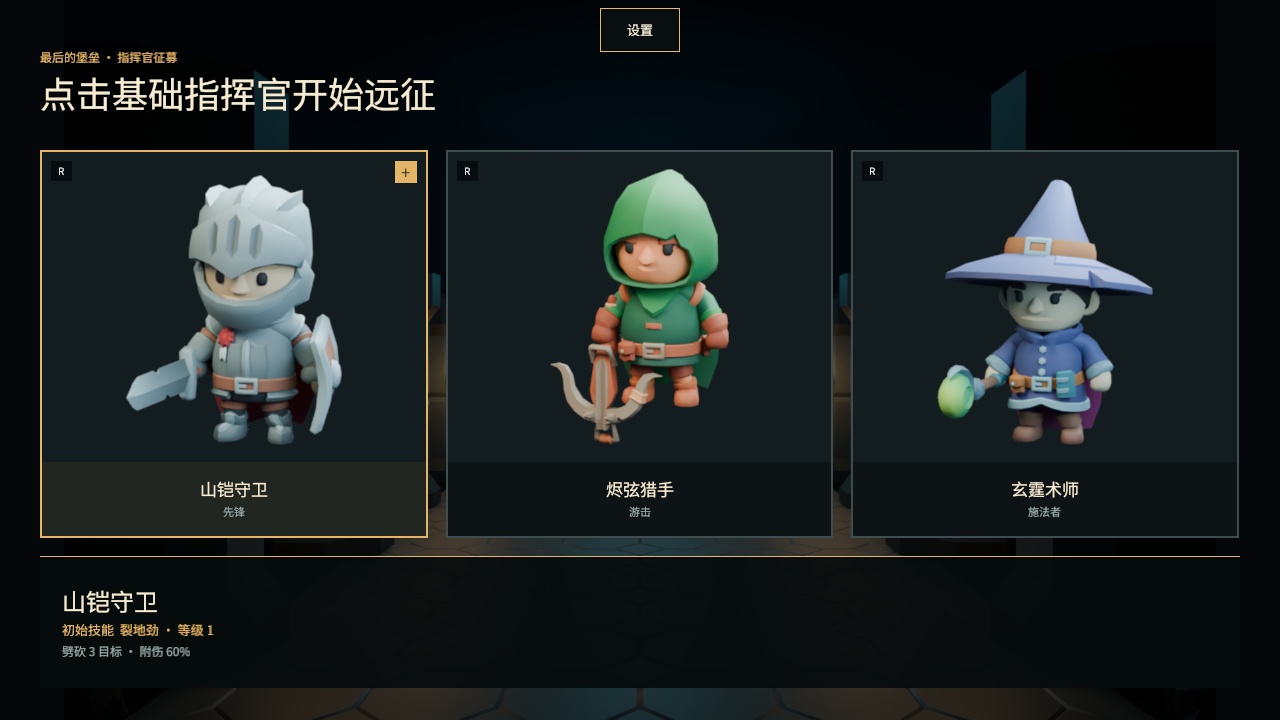 设置
最后的堡垒 · 指挥官征募
点击基础指挥官开始远征
R
+
R
R
山铠守卫
先锋
烬弦猎手
游击
玄霆术师
施法者
山铠守卫
初始技能 裂地劲 · 等级 1
劈砍 3 目标 · 附伤 60%